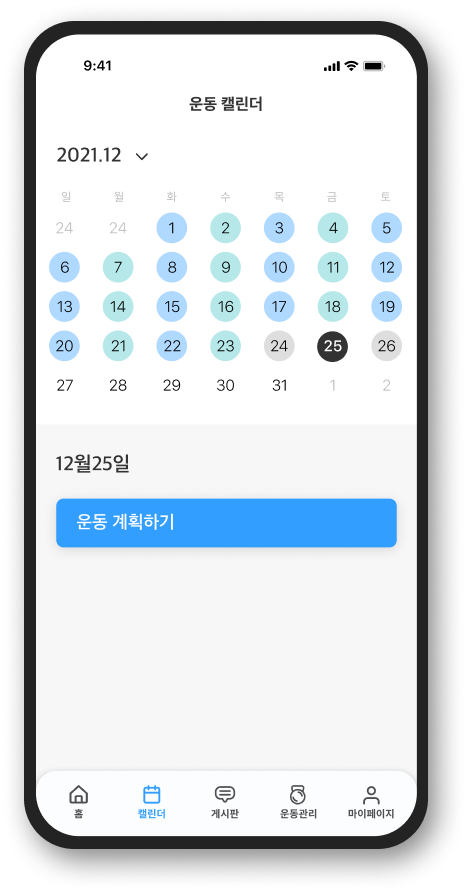 9:41
운동 캘린더
2021.12
일 월 화 수 목 금 토
24 24 1 2 3 4 5
6 7 8 9 10 11 12
13 14 15 16 17 18 19
20 21 22 23 24 25 26
27 28 29 30 31 1 2
12월25일
운동 계획하기
홈 캘린더 게시판 운동관리 마이페이지